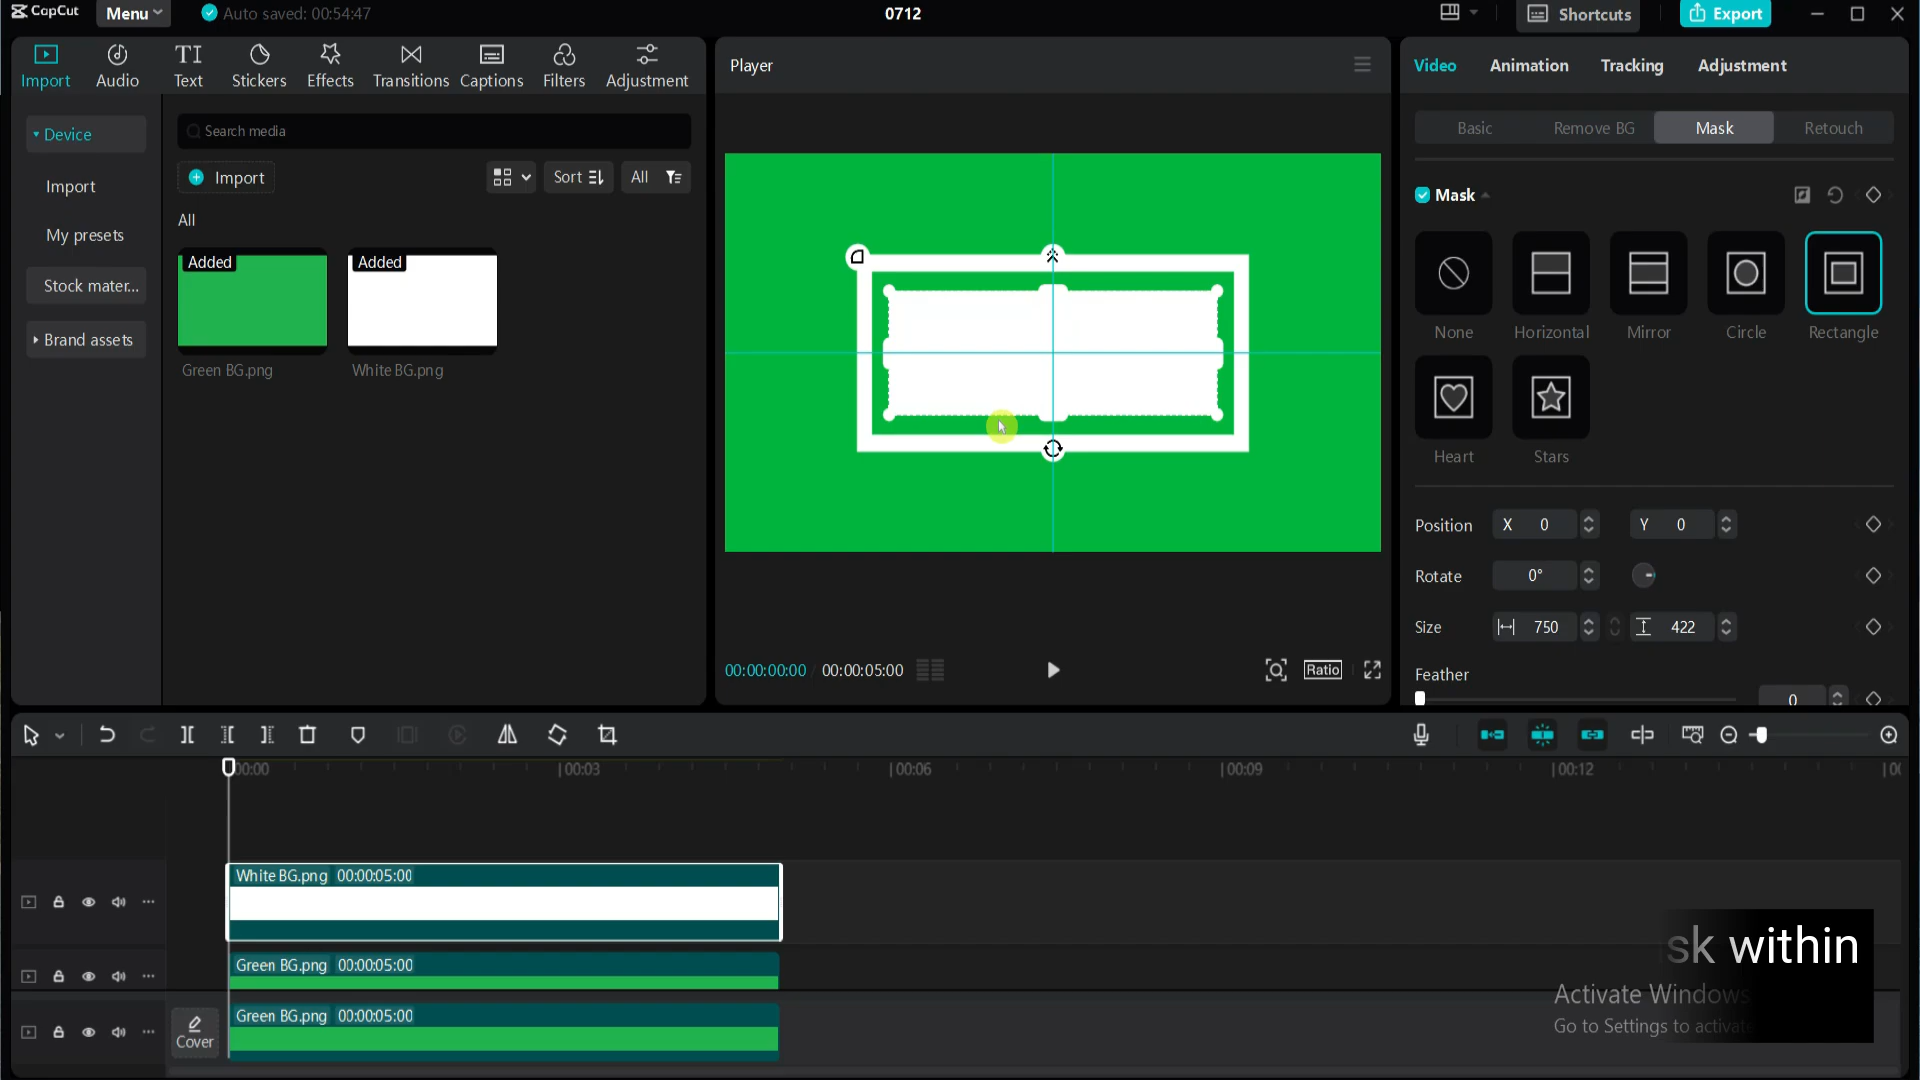 CapCut Menu Auto saved: 00:54:47 0712 Shortcuts Export
Import Audio Text Stickers Effects Transitions Captions Filters Adjustment
Device
Import
My presets
Stock mater...
Brand assets
Search media
Import Sort All
All
Added
Green BG.png
Added
White BG.png
Player
00:00:00:00 / 00:00:05:00
Ratio
Video Animation Tracking Adjustment
Basic Remove BG Mask Retouch
Mask
None Horizontal Mirror Circle Rectangle
Heart Stars
Position X 0 Y 0
Rotate 0°
Size 750 422
Feather
0
00:00 00:03 00:06 00:09 00:12
White BG.png 00:00:05:00
Green BG.png 00:00:05:00
Cover
Green BG.png 00:00:05:00
sk within
Activate Windows
Go to Settings to activate